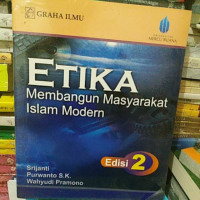 GRAHA ILMU
ETIKA
Membangun Masyarakat
Islam Modern
Edisi 2
Srijanti
Purwanto S.K.
Wahyudi Pramono